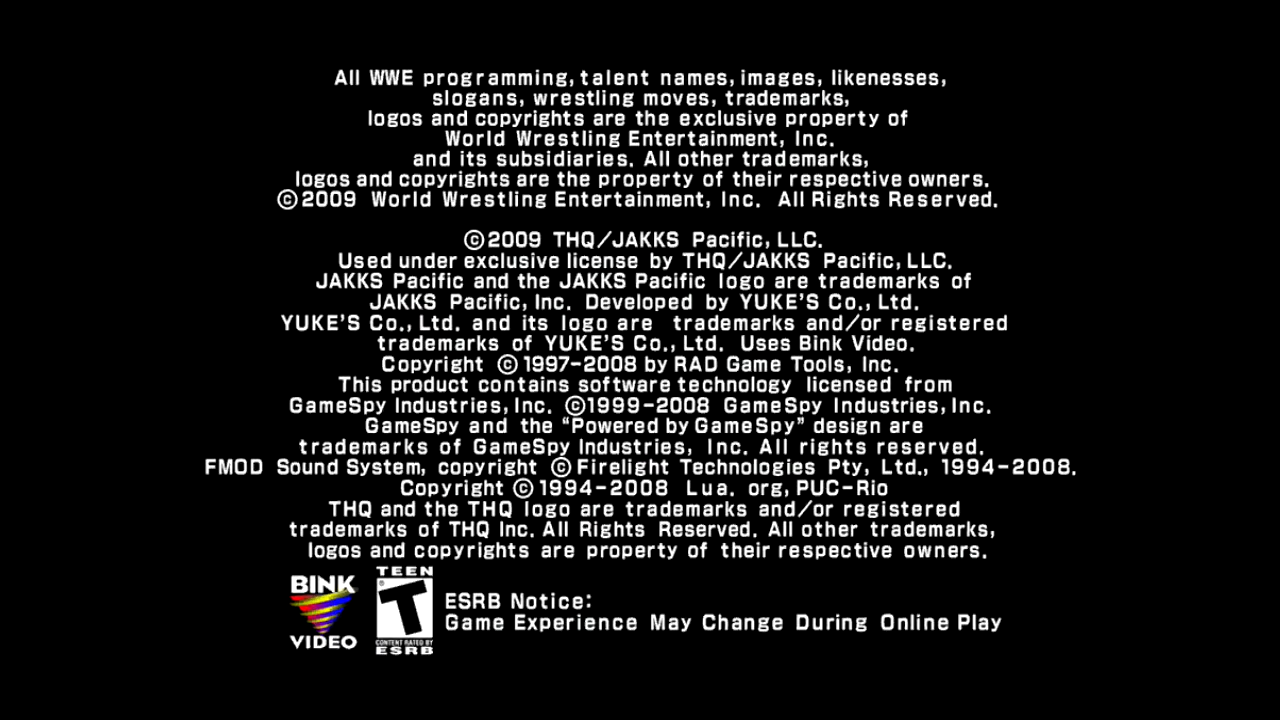 All WWE programming, talent names, images, likenesses,
slogans, wrestling moves, trademarks,
logos and copyrights are the exclusive property of
World Wrestling Entertainment, Inc.
and its subsidiaries. All other trademarks,
logos and copyrights are the property of their respective owners.
©2009 World Wrestling Entertainment, Inc. All Rights Reserved.
©2009 THQ/JAKKS Pacific, LLC.
Used under exclusive license by THQ/JAKKS Pacific, LLC.
JAKKS Pacific and the JAKKS Pacific logo are trademarks of
JAKKS Pacific, Inc. Developed by YUKE'S Co., Ltd.
YUKE'S Co., Ltd. and its logo are trademarks and/or registered
trademarks of YUKE'S Co., Ltd. Uses Bink Video.
Copyright ©1997-2008 by RAD Game Tools, Inc.
This product contains software technology licensed from
GameSpy Industries, Inc. ©1999-2008 GameSpy Industries, Inc.
GameSpy and the “Powered by GameSpy” design are
trademarks of GameSpy Industries, Inc. All rights reserved.
FMOD Sound System, copyright ©Firelight Technologies Pty, Ltd., 1994-2008.
Copyright ©1994-2008 Lua. org, PUC-Rio
THQ and the THQ logo are trademarks and/or registered
trademarks of THQ Inc. All Rights Reserved. All other trademarks,
logos and copyrights are property of their respective owners.
BINK
VIDEO
TEEN
T
CONTENT RATED BY
ESRB
ESRB Notice:
Game Experience May Change During Online Play